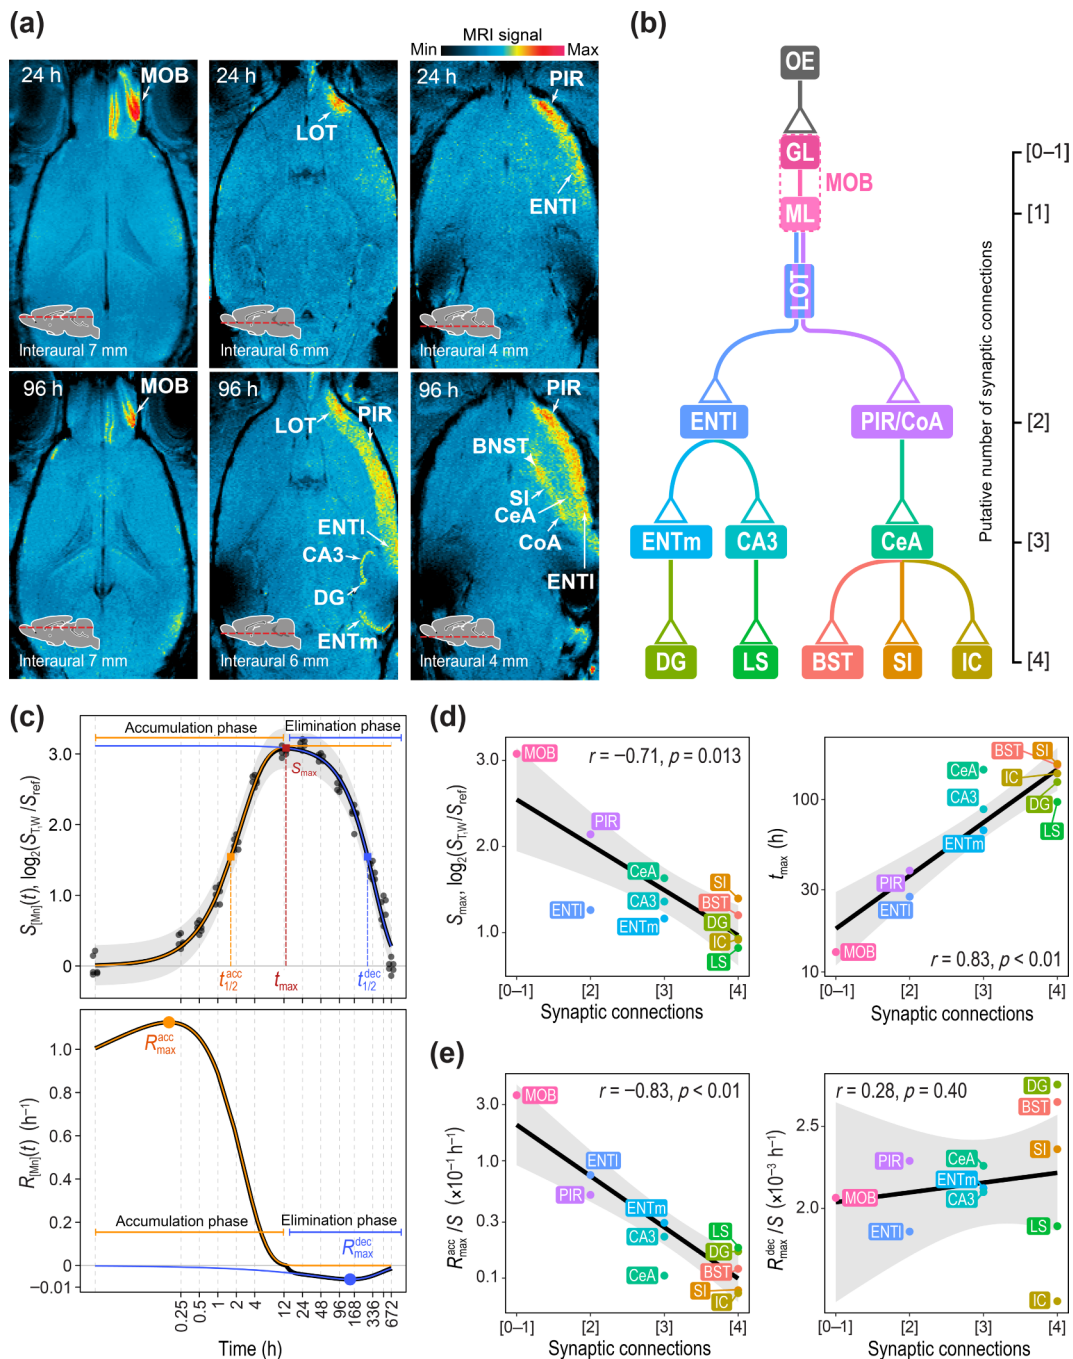 (a)
MRI signal
Min
Max
24 h
MOB
Interaural 7 mm
24 h
LOT
Interaural 6 mm
24 h
PIR
ENTl
Interaural 4 mm
96 h
MOB
Interaural 7 mm
96 h
LOT
PIR
ENTl
CA3
DG
ENTm
Interaural 6 mm
96 h
PIR
BNST
SI
CeA
CoA
ENTl
Interaural 4 mm
(b)
OE
GL
MOB
ML
LOT
ENTl
PIR/CoA
ENTm
CA3
CeA
DG
LS
BST
SI
IC
[0–1]
[1]
[2]
[3]
[4]
Putative number of synaptic connections
(c)
Accumulation phase
Elimination phase
S[Mn](t), log2(ST,W/Sref)
3.0
2.0
1.0
0
Smax
t1/2acc
tmax
t1/2dec
R[Mn](t) (h−1)
1.0
0.8
0.6
0.4
0.2
0
−0.01
Rmaxacc
Accumulation phase
Elimination phase
Rmaxdec
0.25
0.5
1
2
4
12
24
48
96
168
336
672
Time (h)
(d)
Smax, log2(ST,W/Sref)
3.0
2.0
1.0
r = −0.71, p = 0.013
MOB
PIR
ENTl
CeA
CA3
ENTm
SI
BST
DG
IC
LS
[0–1]
[2]
[3]
[4]
Synaptic connections
tmax (h)
100
30
10
r = 0.83, p < 0.01
MOB
PIR
ENTl
CeA
CA3
ENTm
BST
SI
IC
DG
LS
[0–1]
[2]
[3]
[4]
Synaptic connections
(e)
Rmaxacc/S (×10−1 h−1)
3.0
1.0
0.3
0.1
r = −0.83, p < 0.01
MOB
ENTl
PIR
ENTm
CA3
CeA
LS
DG
BST
SI
IC
[0–1]
[2]
[3]
[4]
Synaptic connections
Rmaxdec/S (×10−3 h−1)
2.5
2.0
r = 0.28, p = 0.40
MOB
PIR
ENTl
CeA
ENTm
CA3
DG
BST
SI
LS
IC
[0–1]
[2]
[3]
[4]
Synaptic connections